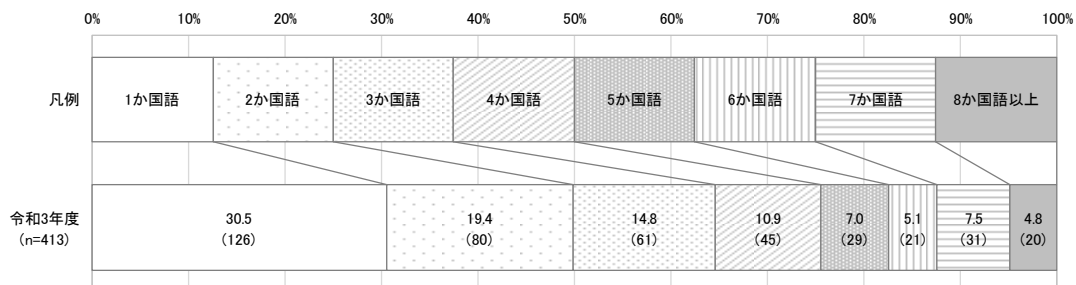 0% 10% 20% 30% 40% 50% 60% 70% 80% 90% 100%
凡例 1か国語 2か国語 3か国語 4か国語 5か国語 6か国語 7か国語 8か国語以上
令和3年度 30.5 19.4 14.8 10.9 7.0 5.1 7.5 4.8
(n=413) (126) (80) (61) (45) (29) (21) (31) (20)